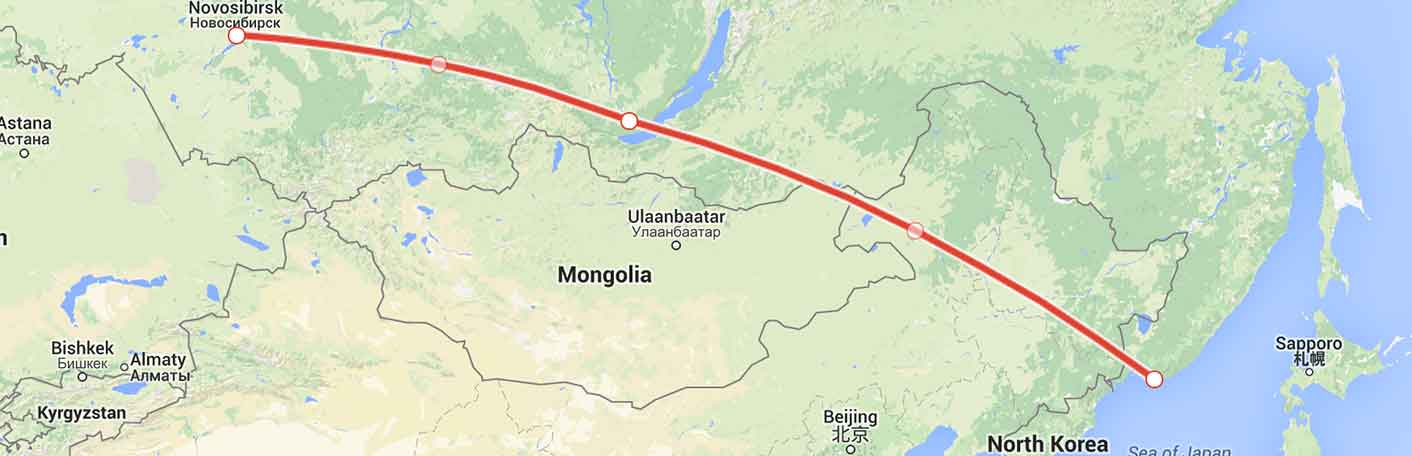 Novosibirsk
Новосибирск
Astana
Астана
Ulaanbaatar
Улаанбаатар
Mongolia
n
Bishkek
Бишкек
Almaty
Алматы
Kyrgyzstan
Sapporo
札幌
Beijing
北京
North Korea
Sea of Japan